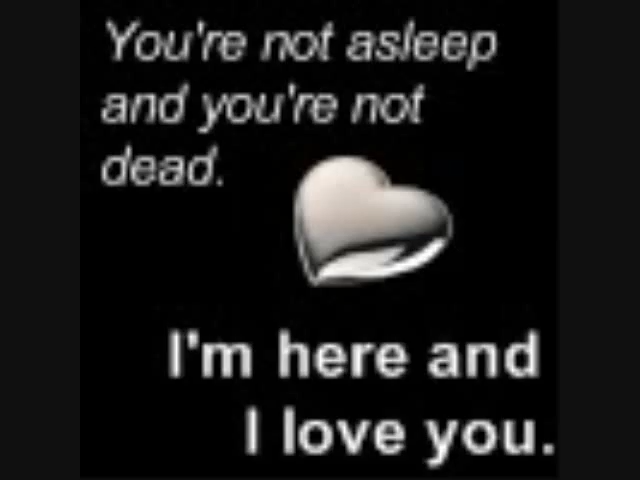 You're not asleep
and you're not
dead.
I'm here and
I love you.